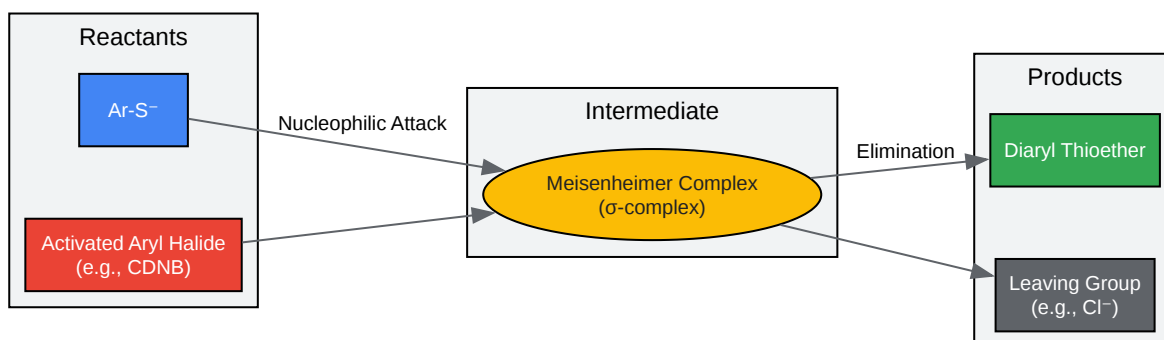 Reactants
Ar-S⁻
Activated Aryl Halide
(e.g., CDNB)
Nucleophilic Attack
Intermediate
Meisenheimer Complex
(σ-complex)
Elimination
Products
Diaryl Thioether
Leaving Group
(e.g., Cl⁻)